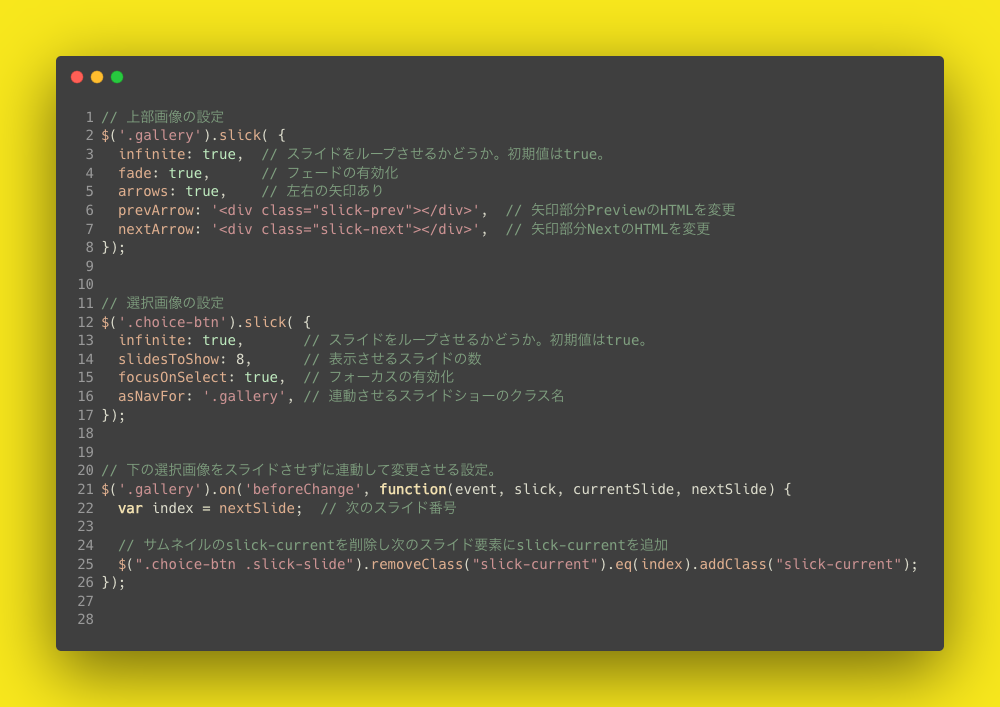 1 // 上部画像の設定
2 $('.gallery').slick( {
3   infinite: true,  // スライドをループさせるかどうか。初期値はtrue。
4   fade: true,      // フェードの有効化
5   arrows: true,    // 左右の矢印あり
6   prevArrow: '<div class="slick-prev"></div>',  // 矢印部分PreviewのHTMLを変更
7   nextArrow: '<div class="slick-next"></div>',  // 矢印部分NextのHTMLを変更
8 });
9
10
11 // 選択画像の設定
12 $('.choice-btn').slick( {
13   infinite: true,       // スライドをループさせるかどうか。初期値はtrue。
14   slidesToShow: 8,      // 表示させるスライドの数
15   focusOnSelect: true,  // フォーカスの有効化
16   asNavFor: '.gallery', // 連動させるスライドショーのクラス名
17 });
18
19
20 // 下の選択画像をスライドさせずに連動して変更させる設定。
21 $('.gallery').on('beforeChange', function(event, slick, currentSlide, nextSlide) {
22   var index = nextSlide;  // 次のスライド番号
23
24   // サムネイルのslick-currentを削除し次のスライド要素にslick-currentを追加
25   $(".choice-btn .slick-slide").removeClass("slick-current").eq(index).addClass("slick-current");
26 });
27
28